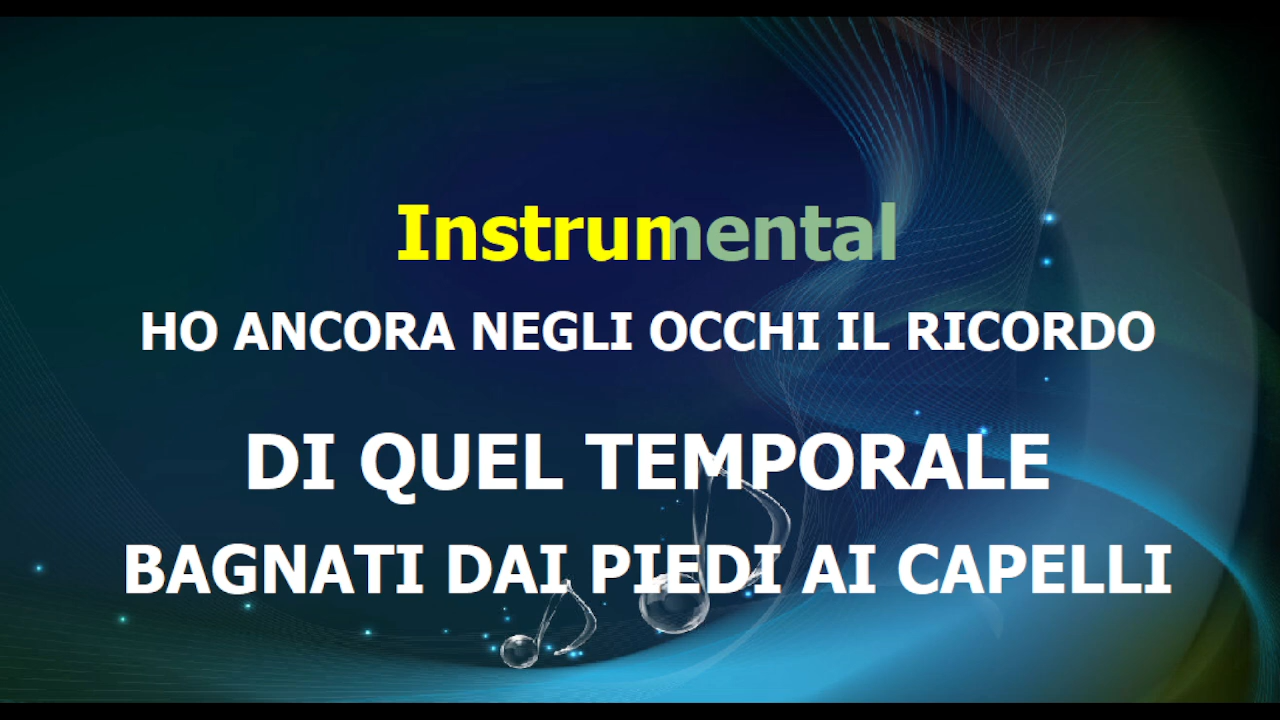 Instrumental
HO ANCORA NEGLI OCCHI IL RICORDO
DI QUEL TEMPORALE
BAGNATI DAI PIEDI AI CAPELLI